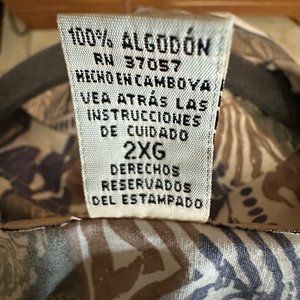 100% ALGODÓN
RN 37057
HECHO EN CAMBOYA
VEA ATRÁS LAS
INSTRUCCIONES
DE CUIDADO
2XG
DERECHOS
RESERVADOS
DEL ESTAMPADO